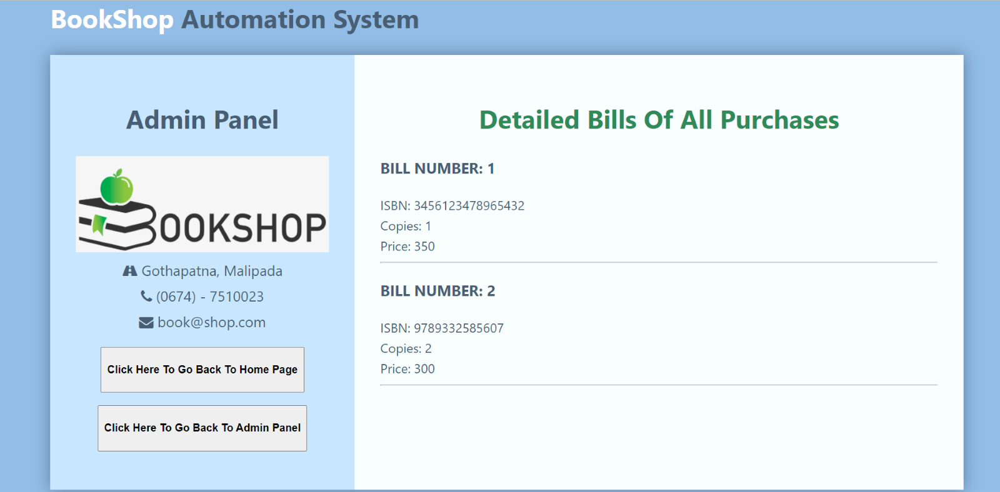 BookShop Automation System
Admin Panel
BOOKSHOP
Gothapatna, Malipada
(0674) - 7510023
book@shop.com
Click Here To Go Back To Home Page
Click Here To Go Back To Admin Panel
Detailed Bills Of All Purchases
BILL NUMBER: 1
ISBN: 3456123478965432
Copies: 1
Price: 350
BILL NUMBER: 2
ISBN: 9789332585607
Copies: 2
Price: 300